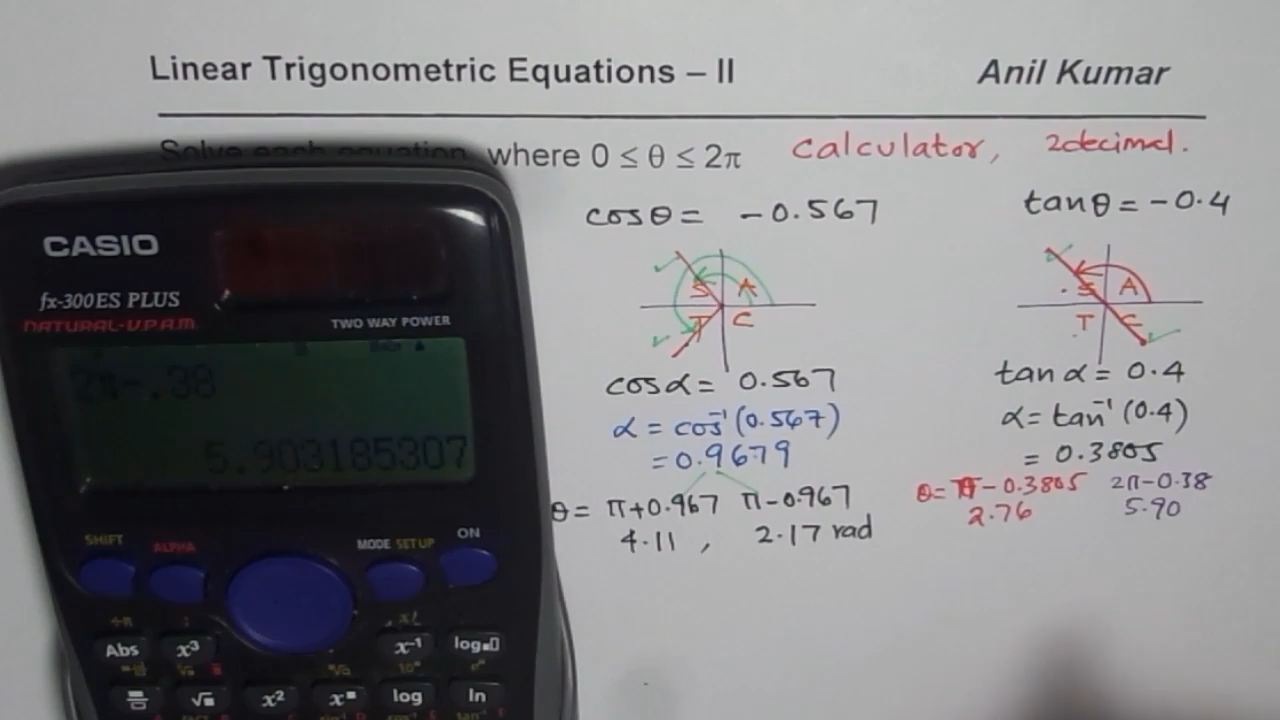 Linear Trigonometric Equations – II
Anil Kumar
Solve each equation, where 0 ≤ θ ≤ 2π
calculator, 2decimal.
cosθ = -0.567
S A
T C
cosα = 0.567
α = cos⁻¹(0.567)
= 0.9679
θ = π+0.967 π-0.967
4.11 , 2.17 rad
tanθ = -0.4
S A
T C
tanα = 0.4
α = tan⁻¹(0.4)
= 0.3805
θ = π-0.3805 2π-0.38
2.76 5.90
CASIO
fx-300ES PLUS
NATURAL-V.P.A.M.
TWO WAY POWER
2π-.38
5.903185307
SHIFT ALPHA MODE SETUP ON
Abs x³ x⁻¹ log
√ x² x log ln